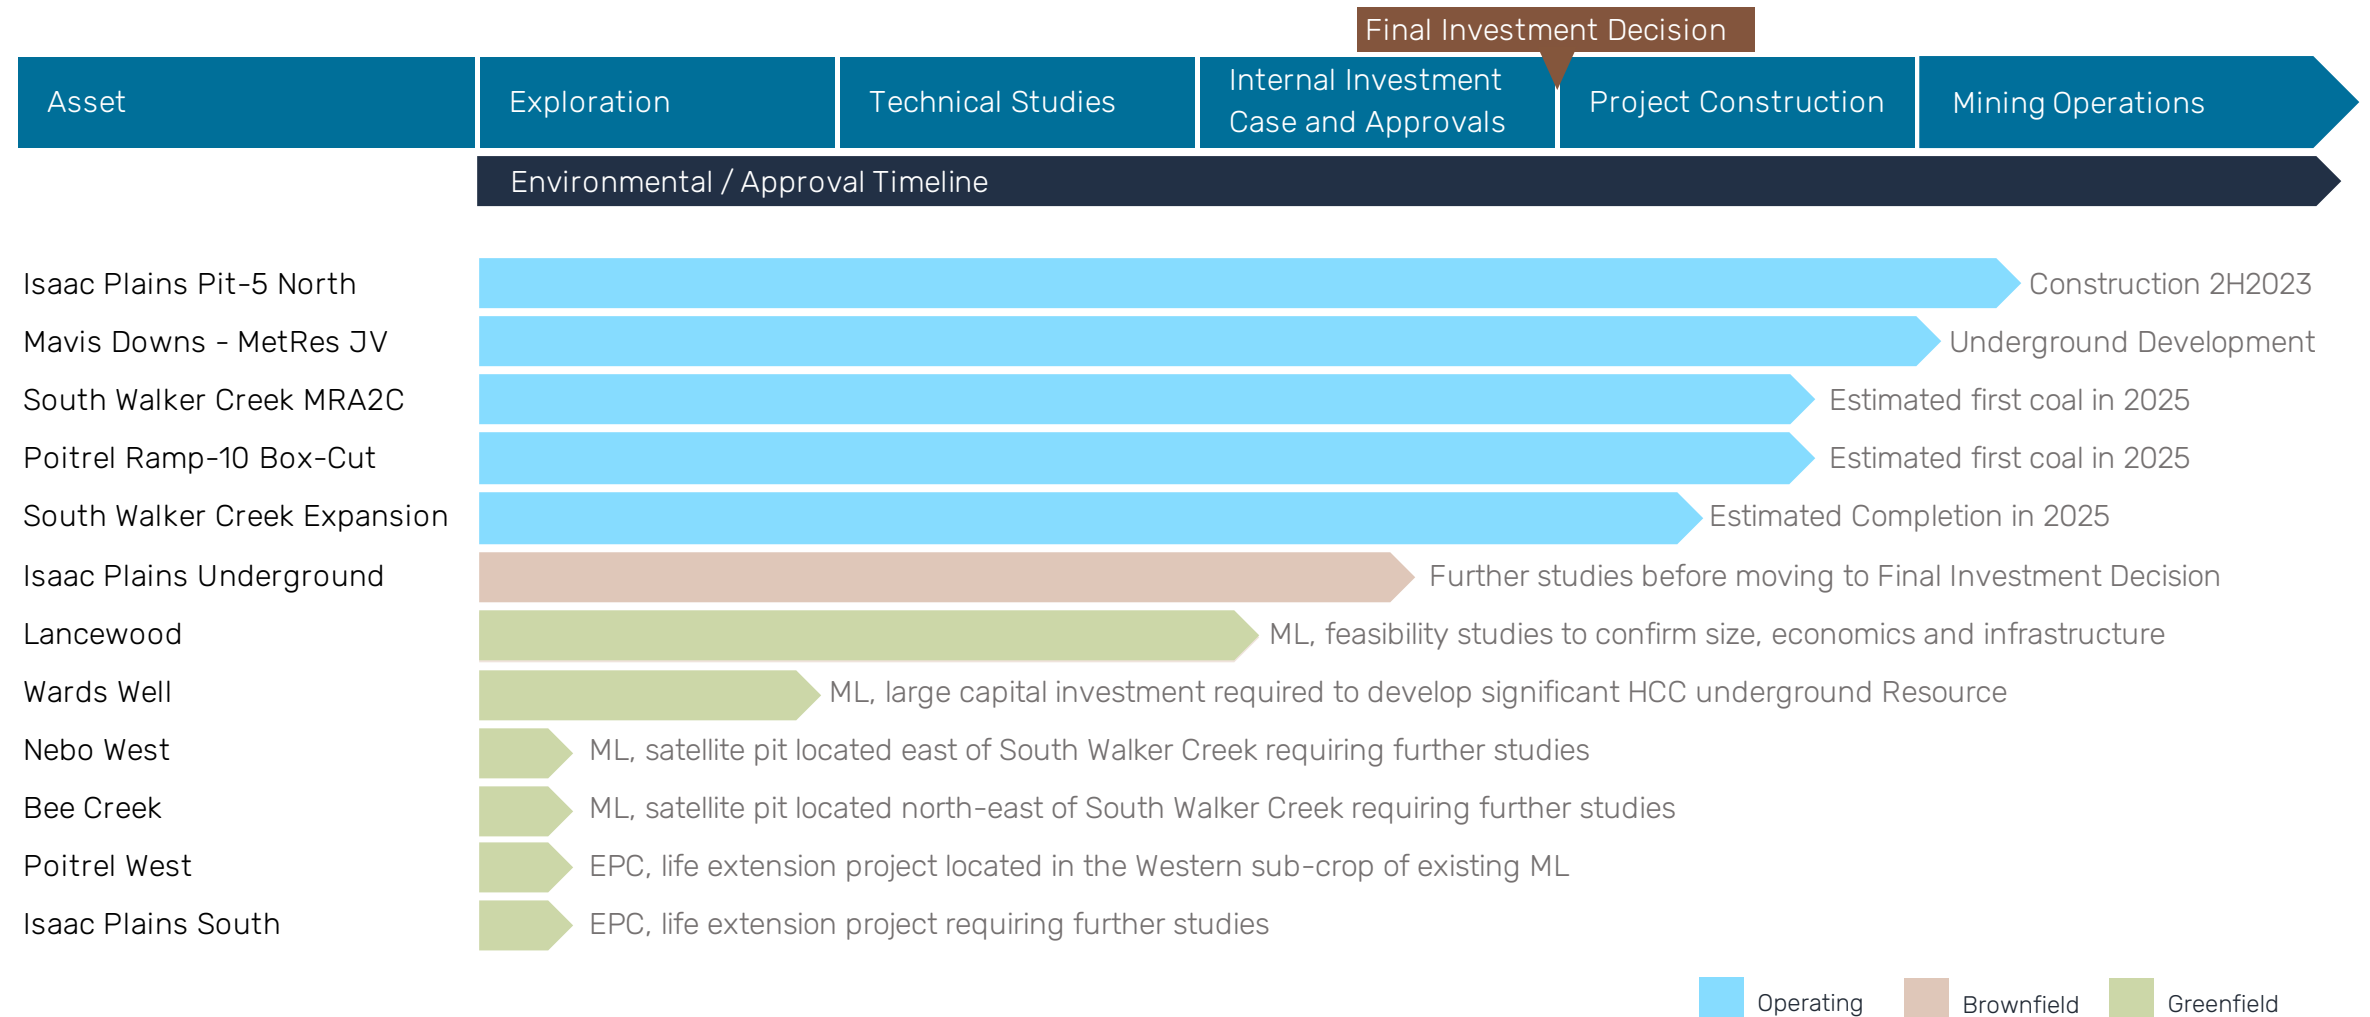 Final Investment Decision
Asset
Exploration
Technical Studies
Internal Investment
Case and Approvals
Project Construction
Mining Operations
Environmental / Approval Timeline
Isaac Plains Pit-5 North
Construction 2H2023
Mavis Downs - MetRes JV
Underground Development
South Walker Creek MRA2C
Estimated first coal in 2025
Poitrel Ramp-10 Box-Cut
Estimated first coal in 2025
South Walker Creek Expansion
Estimated Completion in 2025
Isaac Plains Underground
Further studies before moving to Final Investment Decision
Lancewood
ML, feasibility studies to confirm size, economics and infrastructure
Wards Well
ML, large capital investment required to develop significant HCC underground Resource
Nebo West
ML, satellite pit located east of South Walker Creek requiring further studies
Bee Creek
ML, satellite pit located north-east of South Walker Creek requiring further studies
Poitrel West
EPC, life extension project located in the Western sub-crop of existing ML
Isaac Plains South
EPC, life extension project requiring further studies
Operating
Brownfield
Greenfield